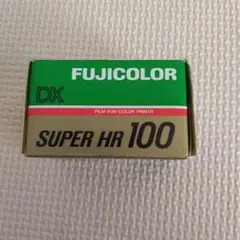 FUJICOLOR
DX
FILM FOR COLOR PRINTS
SUPER HR 100